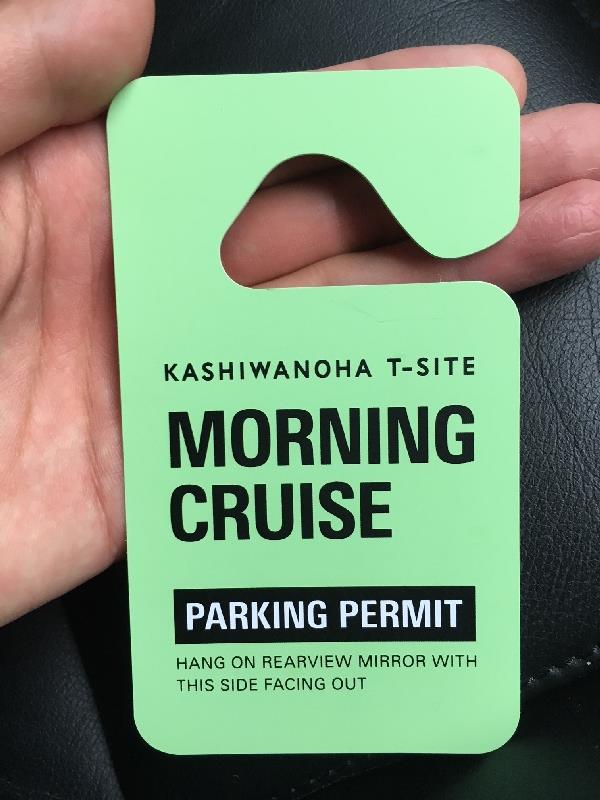 KASHIWANOHA T-SITE
MORNING
CRUISE
PARKING PERMIT
HANG ON REARVIEW MIRROR WITH
THIS SIDE FACING OUT